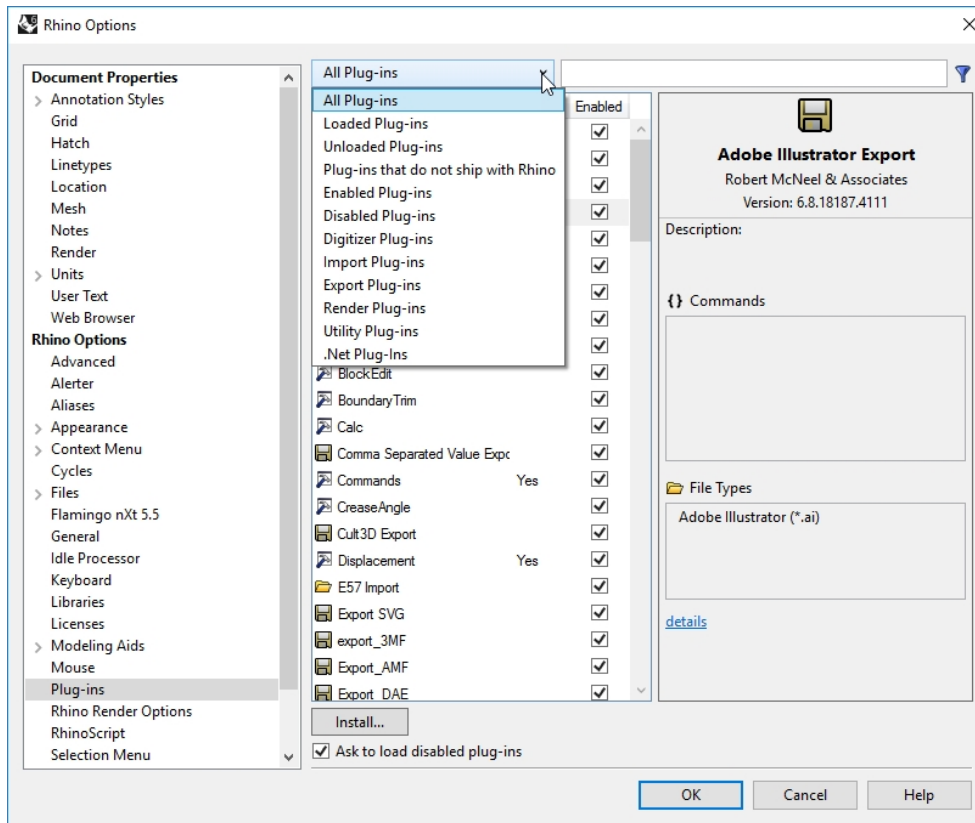 Rhino Options
Document Properties
Annotation Styles
Grid
Hatch
Linetypes
Location
Mesh
Notes
Render
Units
User Text
Web Browser
Rhino Options
Advanced
Alerter
Aliases
Appearance
Context Menu
Cycles
Files
Flamingo nXt 5.5
General
Idle Processor
Keyboard
Libraries
Licenses
Modeling Aids
Mouse
Plug-ins
Rhino Render Options
RhinoScript
Selection Menu
All Plug-ins
All Plug-ins
Loaded Plug-ins
Unloaded Plug-ins
Plug-ins that do not ship with Rhino
Enabled Plug-ins
Disabled Plug-ins
Digitizer Plug-ins
Import Plug-ins
Export Plug-ins
Render Plug-ins
Utility Plug-ins
.Net Plug-Ins
Enabled
BlockEdit
BoundaryTrim
Calc
Comma Separated Value Expc
Commands Yes
CreaseAngle
Cult3D Export
Displacement Yes
E57 Import
Export SVG
export_3MF
Export_AMF
Export_DAE
Install...
Ask to load disabled plug-ins
Adobe Illustrator Export
Robert McNeel & Associates
Version: 6.8.18187.4111
Description:
{} Commands
File Types
Adobe Illustrator (*.ai)
details
OK
Cancel
Help